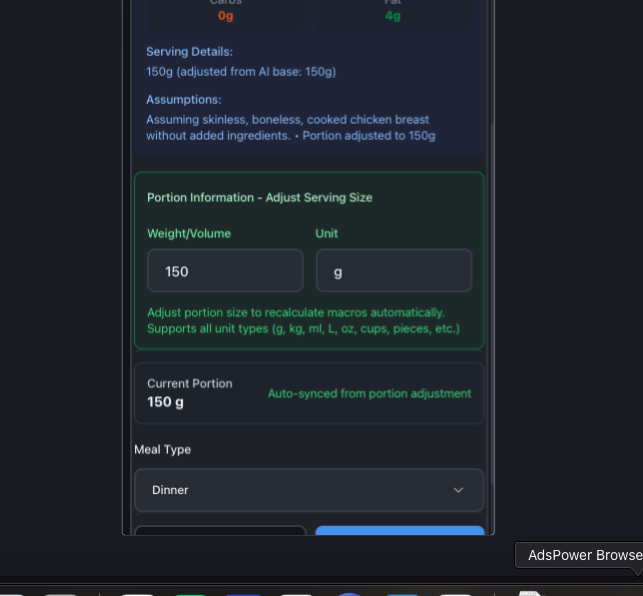 Carbs
Fat
0g
4g
Serving Details:
150g (adjusted from AI base: 150g)
Assumptions:
Assuming skinless, boneless, cooked chicken breast
without added ingredients. • Portion adjusted to 150g
Portion Information - Adjust Serving Size
Weight/Volume
Unit
150
g
Adjust portion size to recalculate macros automatically.
Supports all unit types (g, kg, ml, L, oz, cups, pieces, etc.)
Current Portion
150 g
Auto-synced from portion adjustment
Meal Type
Dinner
AdsPower Browse